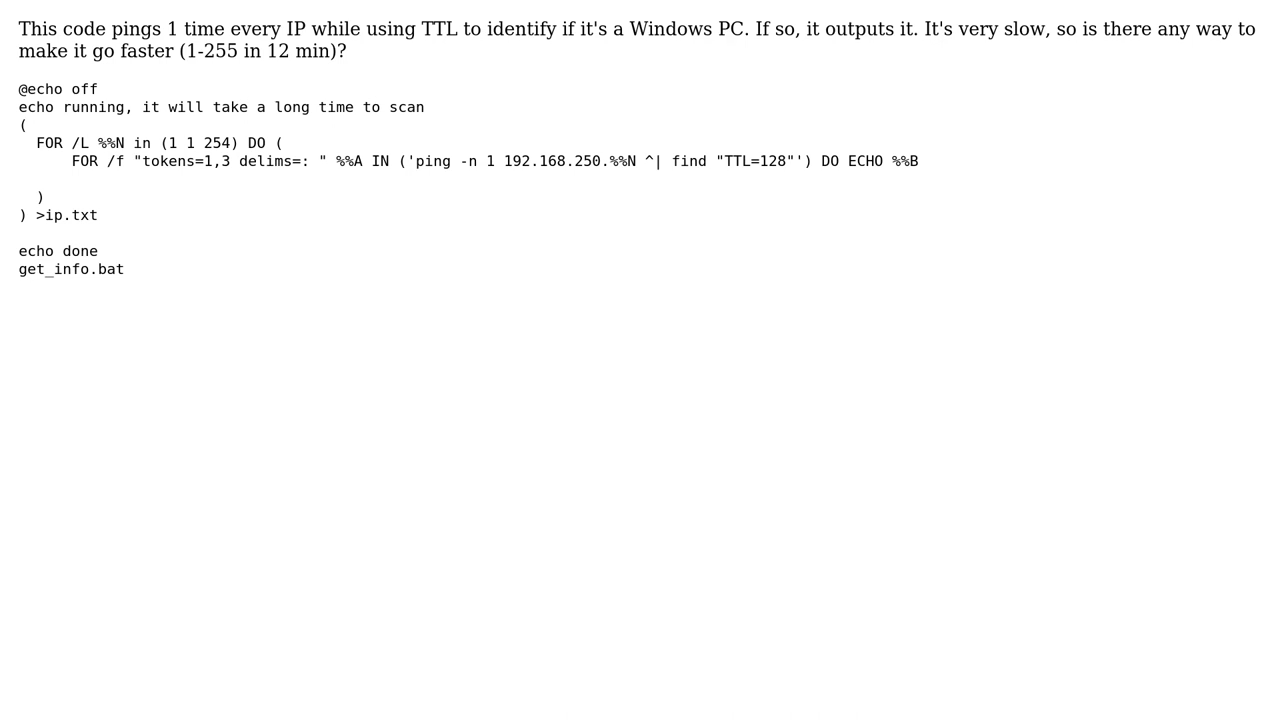 This code pings 1 time every IP while using TTL to identify if it's a Windows PC. If so, it outputs it. It's very slow, so is there any way to
make it go faster (1-255 in 12 min)?
@echo off
echo running, it will take a long time to scan
(
  FOR /L %%N in (1 1 254) DO (
      FOR /f "tokens=1,3 delims=: " %%A IN ('ping -n 1 192.168.250.%%N ^| find "TTL=128"') DO ECHO %%B
  )
) >ip.txt
echo done
get_info.bat